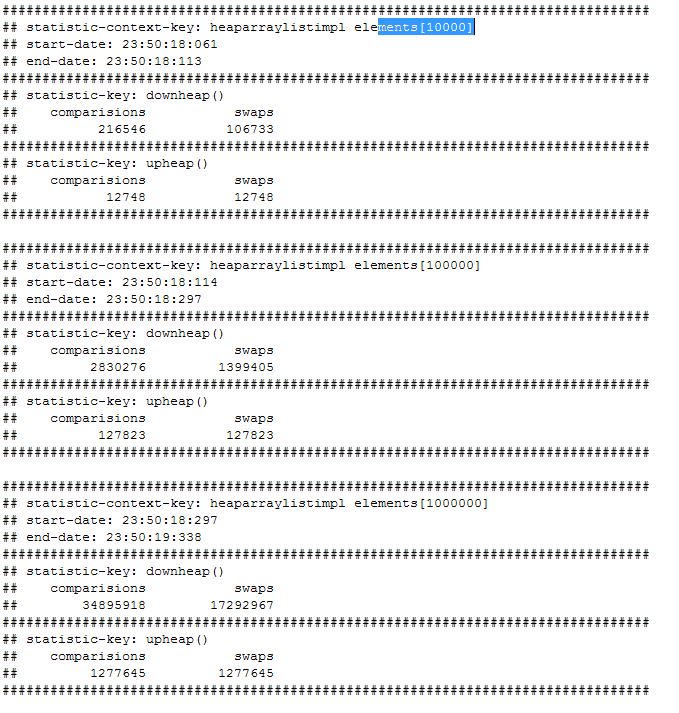 #################################################################################
## statistic-context-key: heaparraylistimpl elements[10000]
## start-date: 23:50:18:061
## end-date: 23:50:18:113
#################################################################################
## statistic-key: downheap()
##    comparisions           swaps
##          216546          106733
#################################################################################
## statistic-key: upheap()
##    comparisions           swaps
##           12748           12748
#################################################################################

#################################################################################
## statistic-context-key: heaparraylistimpl elements[100000]
## start-date: 23:50:18:114
## end-date: 23:50:18:297
#################################################################################
## statistic-key: downheap()
##    comparisions           swaps
##         2830276         1399405
#################################################################################
## statistic-key: upheap()
##    comparisions           swaps
##          127823          127823
#################################################################################

#################################################################################
## statistic-context-key: heaparraylistimpl elements[1000000]
## start-date: 23:50:18:297
## end-date: 23:50:19:338
#################################################################################
## statistic-key: downheap()
##    comparisions           swaps
##        34895918        17292967
#################################################################################
## statistic-key: upheap()
##    comparisions           swaps
##         1277645         1277645
#################################################################################